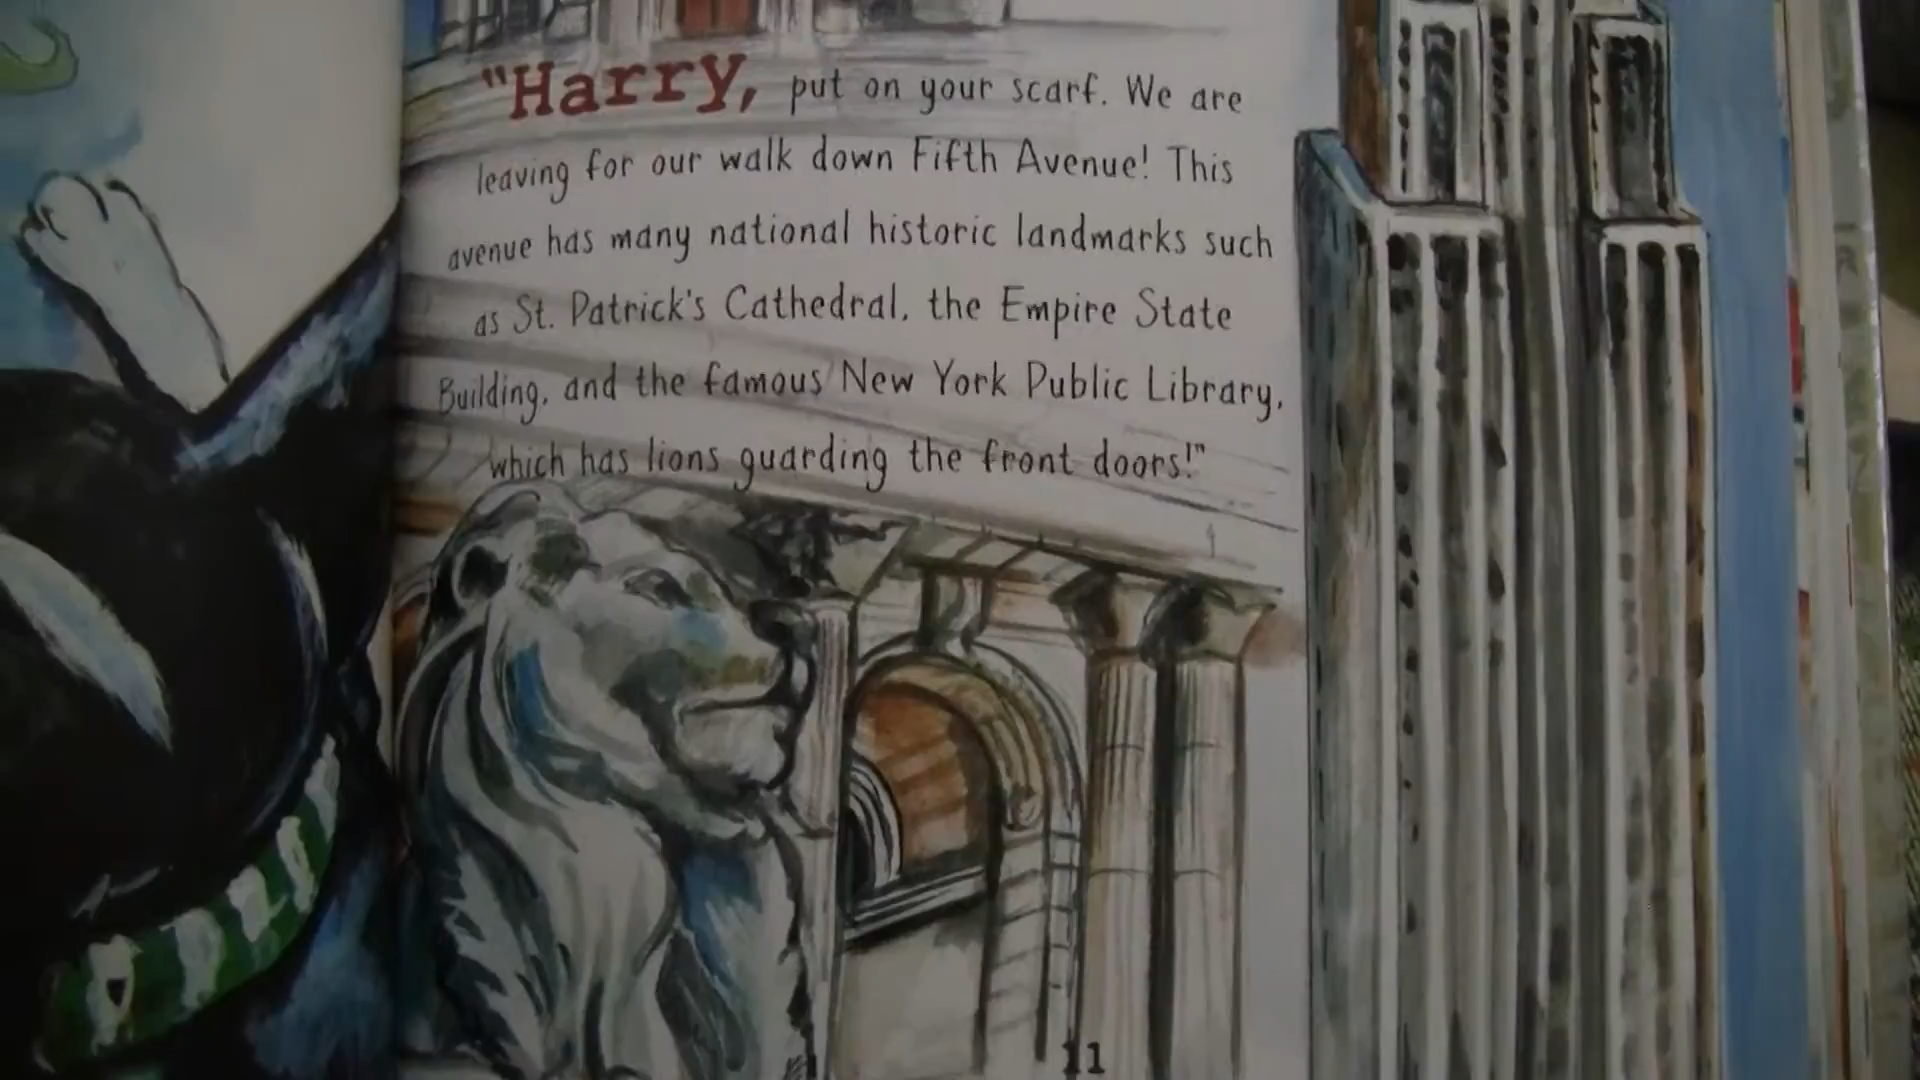 "Harry, put on your scarf. We are
leaving for our walk down Fifth Avenue! This
avenue has many national historic landmarks such
as St. Patrick's Cathedral, the Empire State
Building, and the famous New York Public Library,
which has lions guarding the front doors!"
11